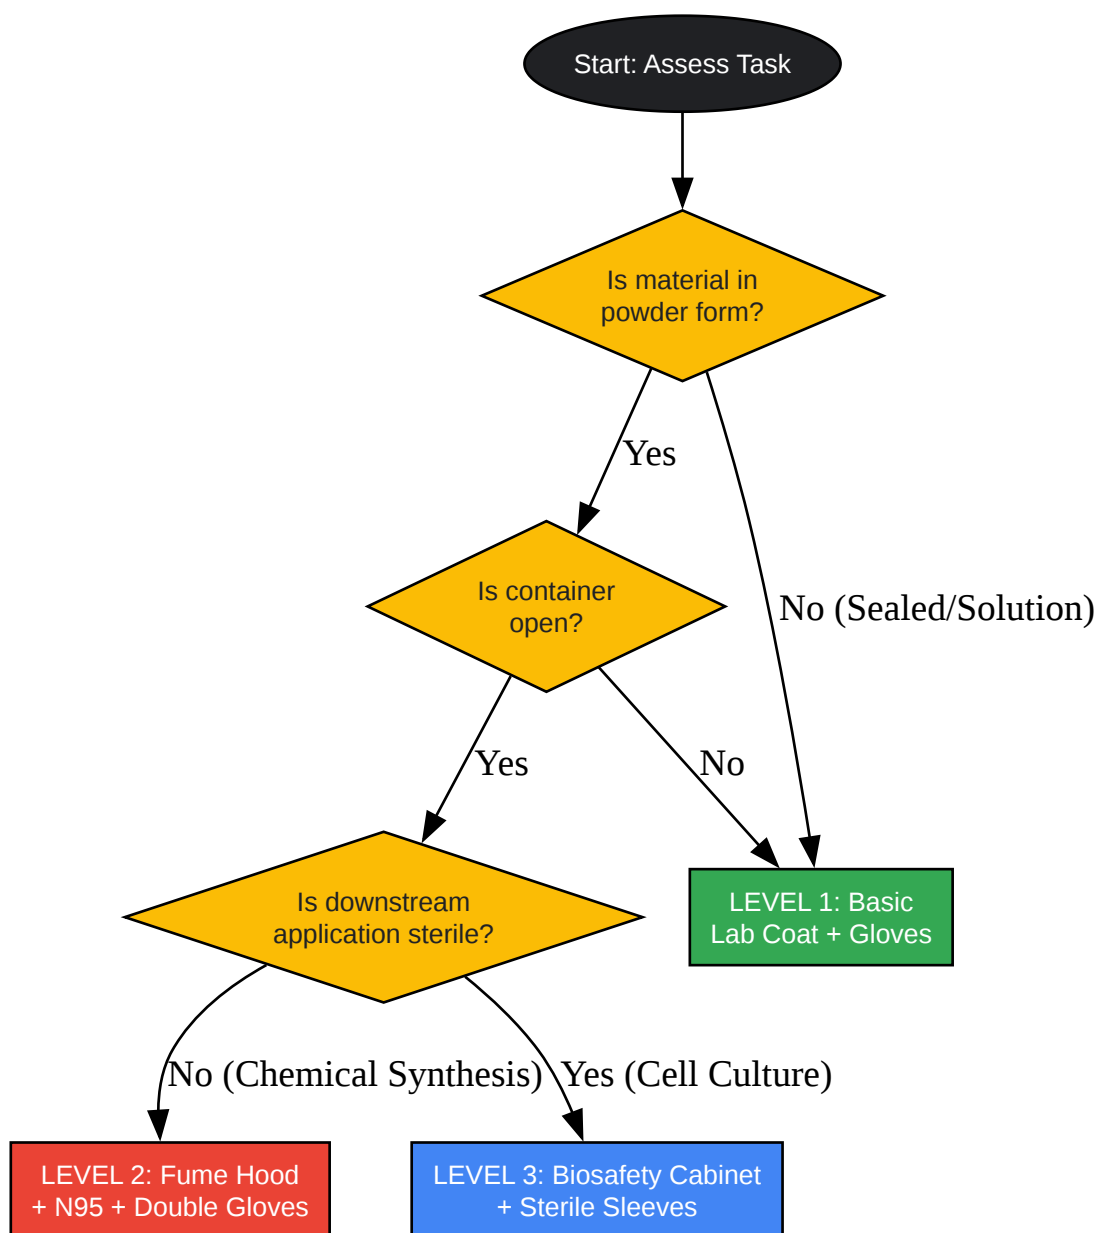 Start: Assess Task
Is material in
powder form?
Yes
Is container
open?
No (Sealed/Solution)
Yes
No
Is downstream
application sterile?
LEVEL 1: Basic
Lab Coat + Gloves
No (Chemical Synthesis)
Yes (Cell Culture)
LEVEL 2: Fume Hood
+ N95 + Double Gloves
LEVEL 3: Biosafety Cabinet
+ Sterile Sleeves